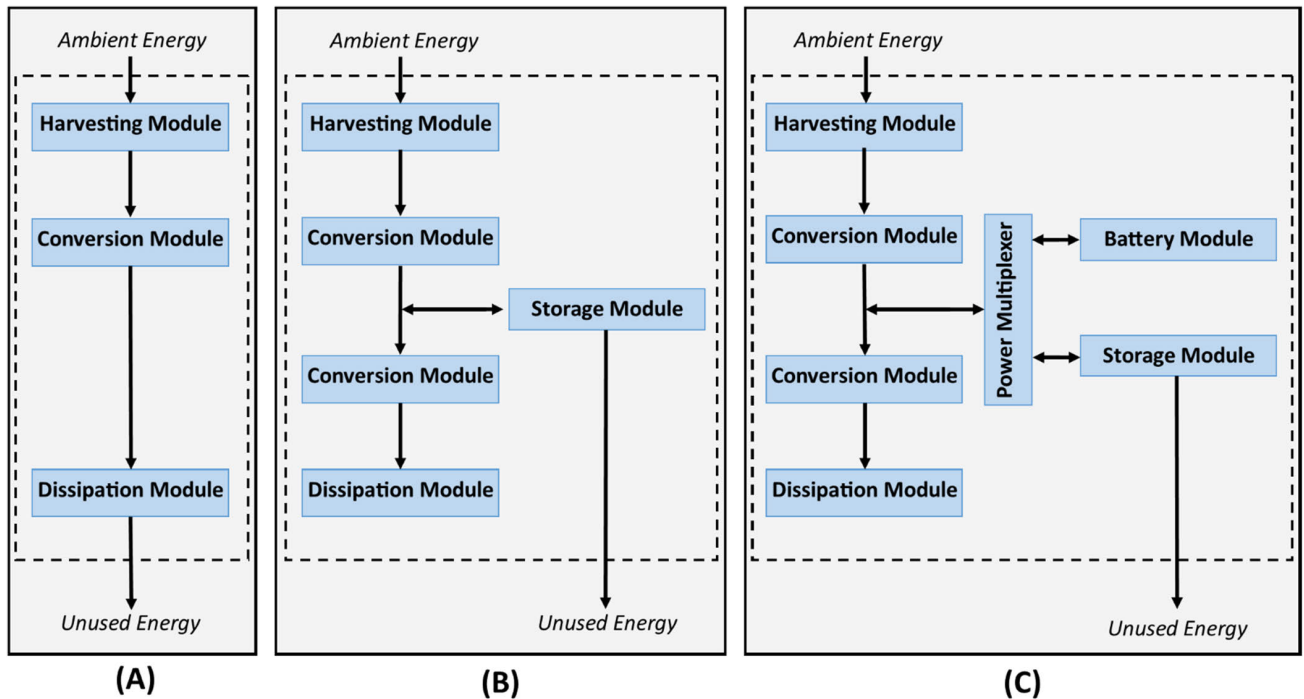 Ambient Energy
Harvesting Module
Conversion Module
Dissipation Module
Unused Energy
(A)
Ambient Energy
Harvesting Module
Conversion Module
Storage Module
Conversion Module
Dissipation Module
Unused Energy
(B)
Ambient Energy
Harvesting Module
Conversion Module
Power Multiplexer
Battery Module
Storage Module
Conversion Module
Dissipation Module
Unused Energy
(C)